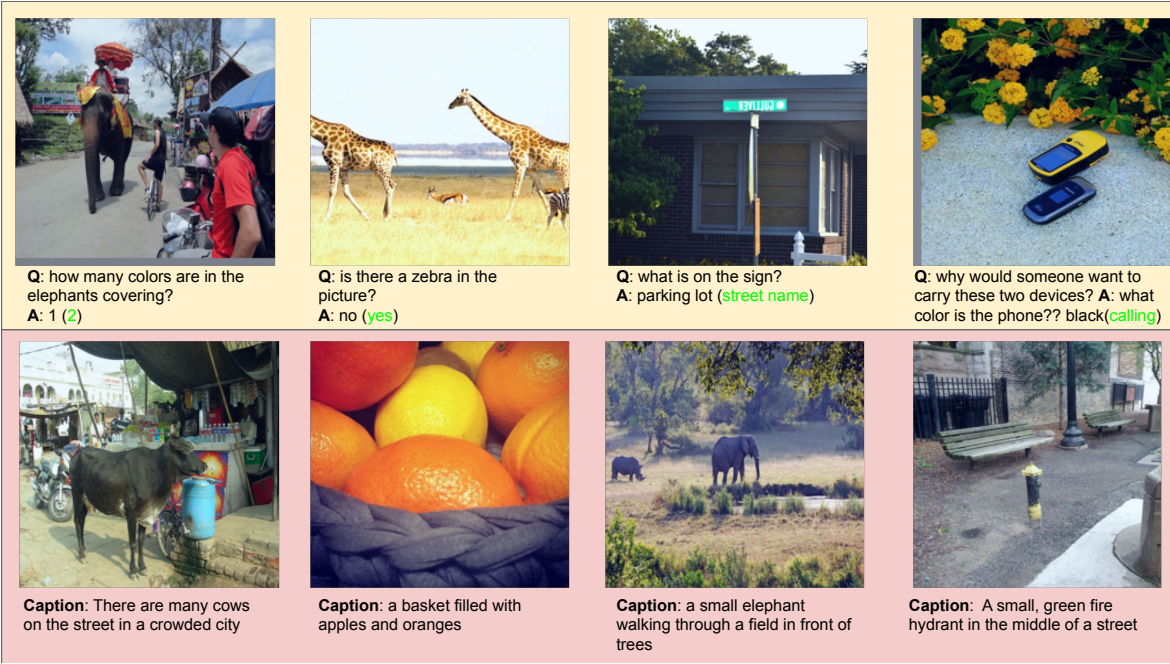 Q: how many colors are in the
elephants covering?
A: 1 (2)
Q: is there a zebra in the
picture?
A: no (yes)
Q: what is on the sign?
A: parking lot (street name)
Q: why would someone want to
carry these two devices? A: what
color is the phone?? black(calling)
Caption: There are many cows
on the street in a crowded city
Caption: a basket filled with
apples and oranges
Caption: a small elephant
walking through a field in front of
trees
Caption: A small, green fire
hydrant in the middle of a street